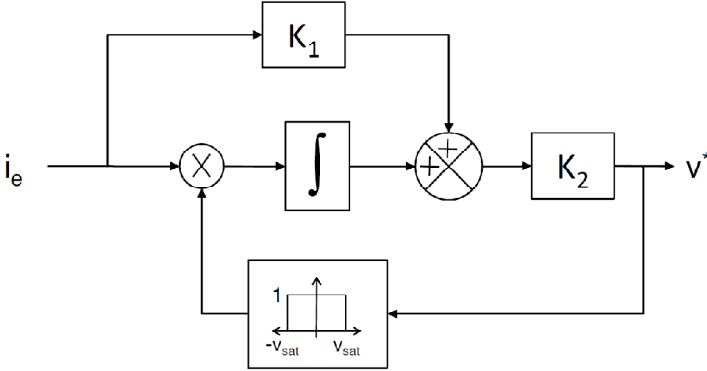 K₁
iₑ
×
∫
+
+
K₂
v*
1
-vₛₐₜ vₛₐₜ